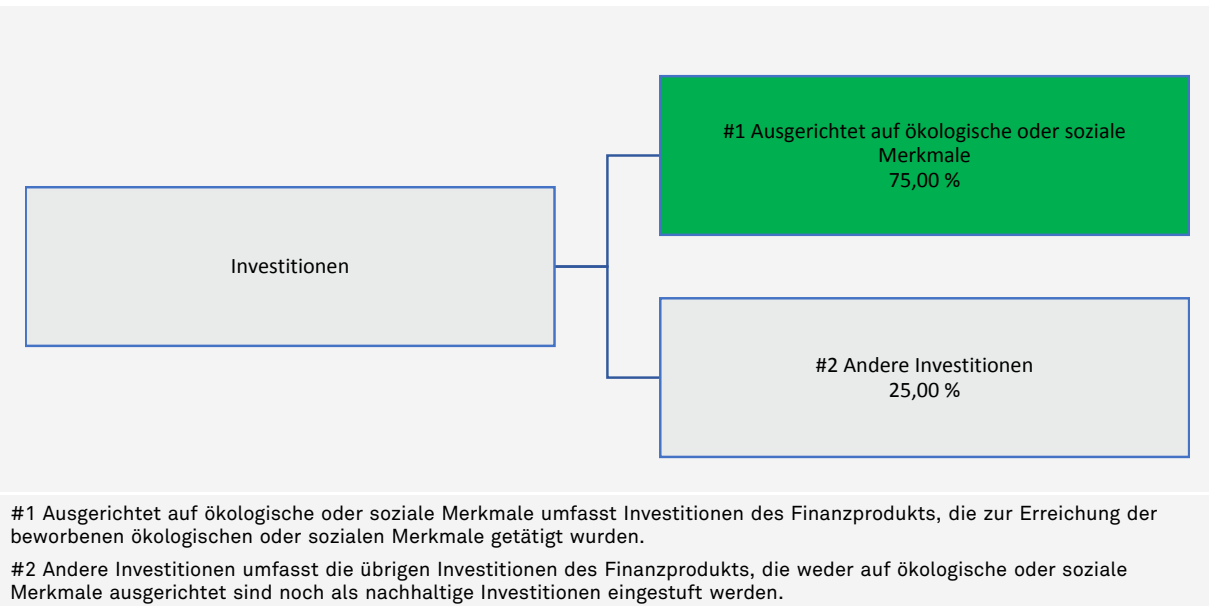 #1 Ausgerichtet auf ökologische oder soziale
Merkmale
75,00 %
Investitionen
#2 Andere Investitionen
25,00 %
#1 Ausgerichtet auf ökologische oder soziale Merkmale umfasst Investitionen des Finanzprodukts, die zur Erreichung der
beworbenen ökologischen oder sozialen Merkmale getätigt wurden.
#2 Andere Investitionen umfasst die übrigen Investitionen des Finanzprodukts, die weder auf ökologische oder soziale
Merkmale ausgerichtet sind noch als nachhaltige Investitionen eingestuft werden.